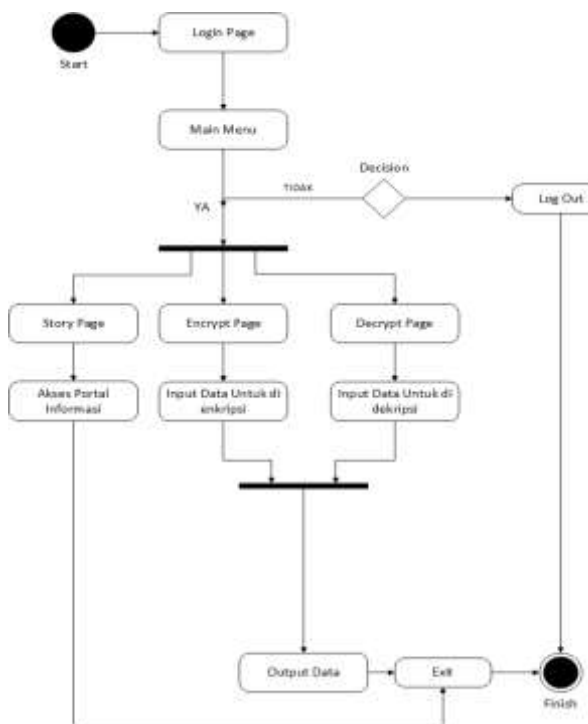 Login Page
Start
Main Menu
Decision
TIDAK
YA
Log Out
Story Page
Encrypt Page
Decrypt Page
Akses Portal
Informasi
Input Data Untuk di
enkripsi
Input Data Untuk di
dekripsi
Output Data
Exit
Finish